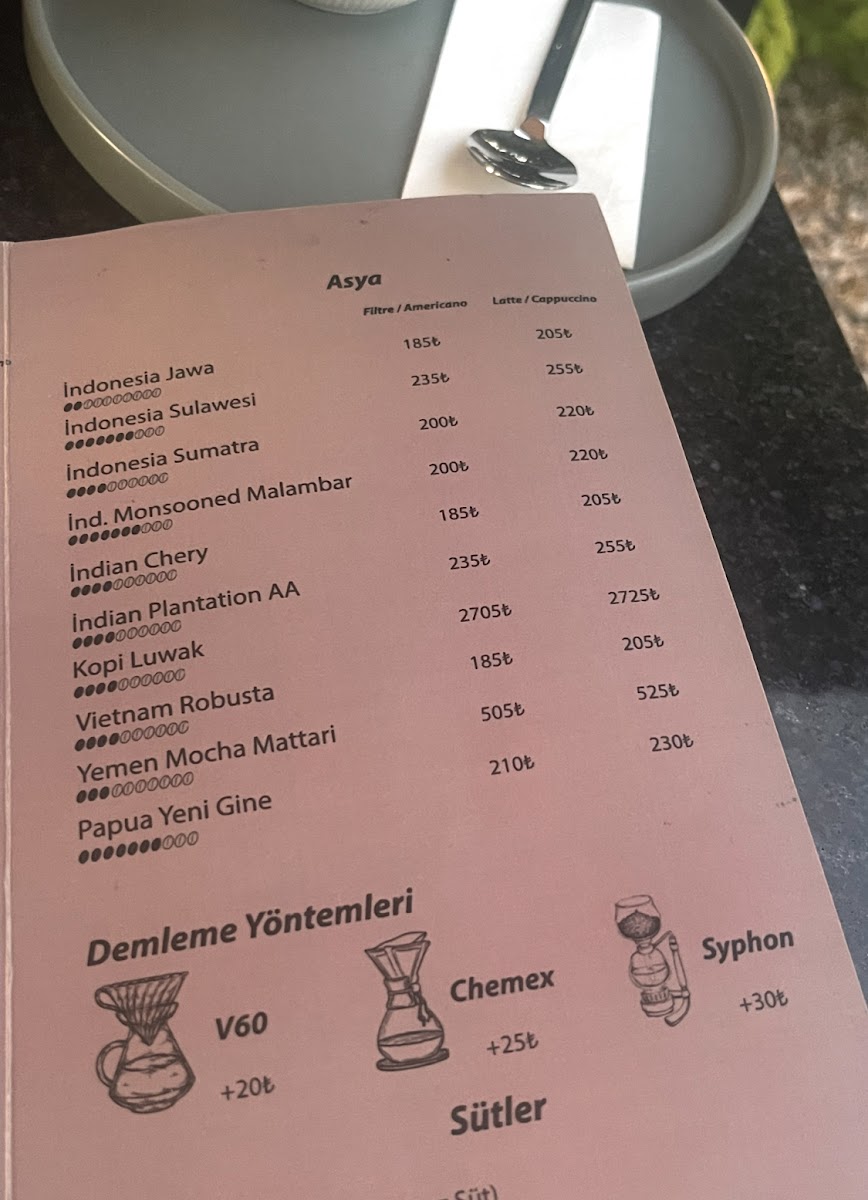 Asya
Filtre / Americano Latte / Cappuccino
İndonesia Jawa 185₺ 205₺
İndonesia Sulawesi 235₺ 255₺
İndonesia Sumatra 200₺ 220₺
İnd. Monsooned Malambar 200₺ 220₺
İndian Chery 185₺ 205₺
İndian Plantation AA 235₺ 255₺
Kopi Luwak 2705₺ 2725₺
Vietnam Robusta 185₺ 205₺
Yemen Mocha Mattari 505₺ 525₺
Papua Yeni Gine 210₺ 230₺
Demleme Yöntemleri
V60 +20₺
Chemex +25₺
Syphon +30₺
Sütler
Süt)